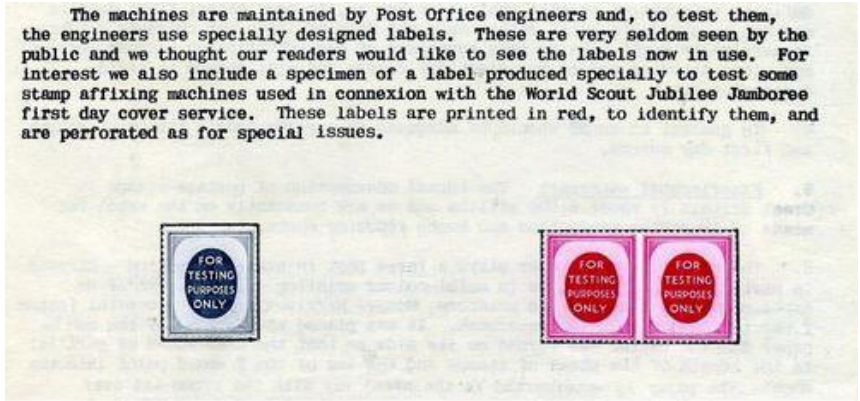 The machines are maintained by Post Office engineers and, to test them,
the engineers use specially designed labels. These are very seldom seen by the
public and we thought our readers would like to see the labels now in use. For
interest we also include a specimen of a label produced specially to test some
stamp affixing machines used in connexion with the World Scout Jubilee Jamboree
first day cover service. These labels are printed in red, to identify them, and
are perforated as for special issues.
FOR
TESTING
PURPOSES
ONLY
FOR
TESTING
PURPOSES
ONLY
FOR
TESTING
PURPOSES
ONLY